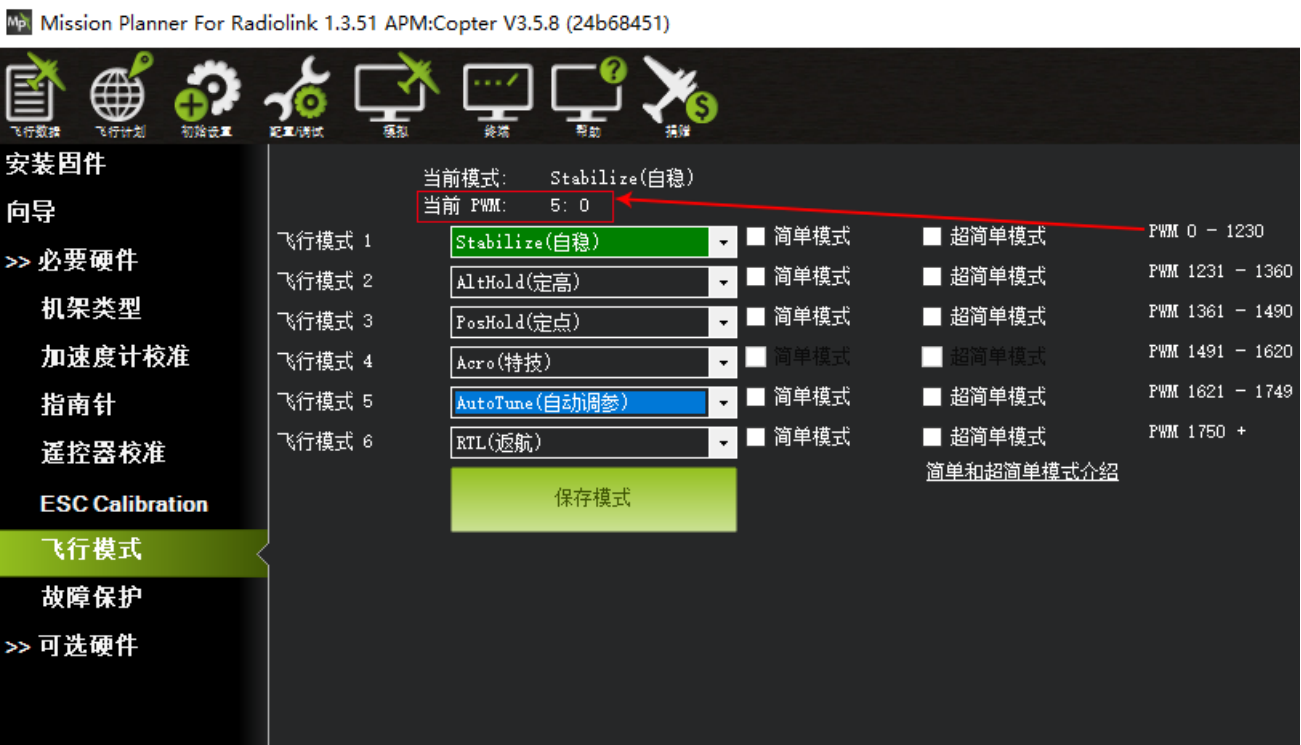 Mission Planner For Radiolink 1.3.51 APM:Copter V3.5.8 (24b68451)
飞行数据 飞行计划 初始设置 配置/调试 模拟 终端 帮助 捐赠
安装固件
向导
>> 必要硬件
机架类型
加速度计校准
指南针
遥控器校准
ESC Calibration
飞行模式
故障保护
>> 可选硬件
当前模式: Stabilize(自稳)
当前 PWM: 5: 0
飞行模式 1 Stabilize(自稳) 简单模式 超简单模式 PWM 0 - 1230
飞行模式 2 AltHold(定高) 简单模式 超简单模式 PWM 1231 - 1360
飞行模式 3 PosHold(定点) 简单模式 超简单模式 PWM 1361 - 1490
飞行模式 4 Acro(特技) 简单模式 超简单模式 PWM 1491 - 1620
飞行模式 5 AutoTune(自动调参) 简单模式 超简单模式 PWM 1621 - 1749
飞行模式 6 RTL(返航) 简单模式 超简单模式 PWM 1750 +
简单和超简单模式介绍
保存模式